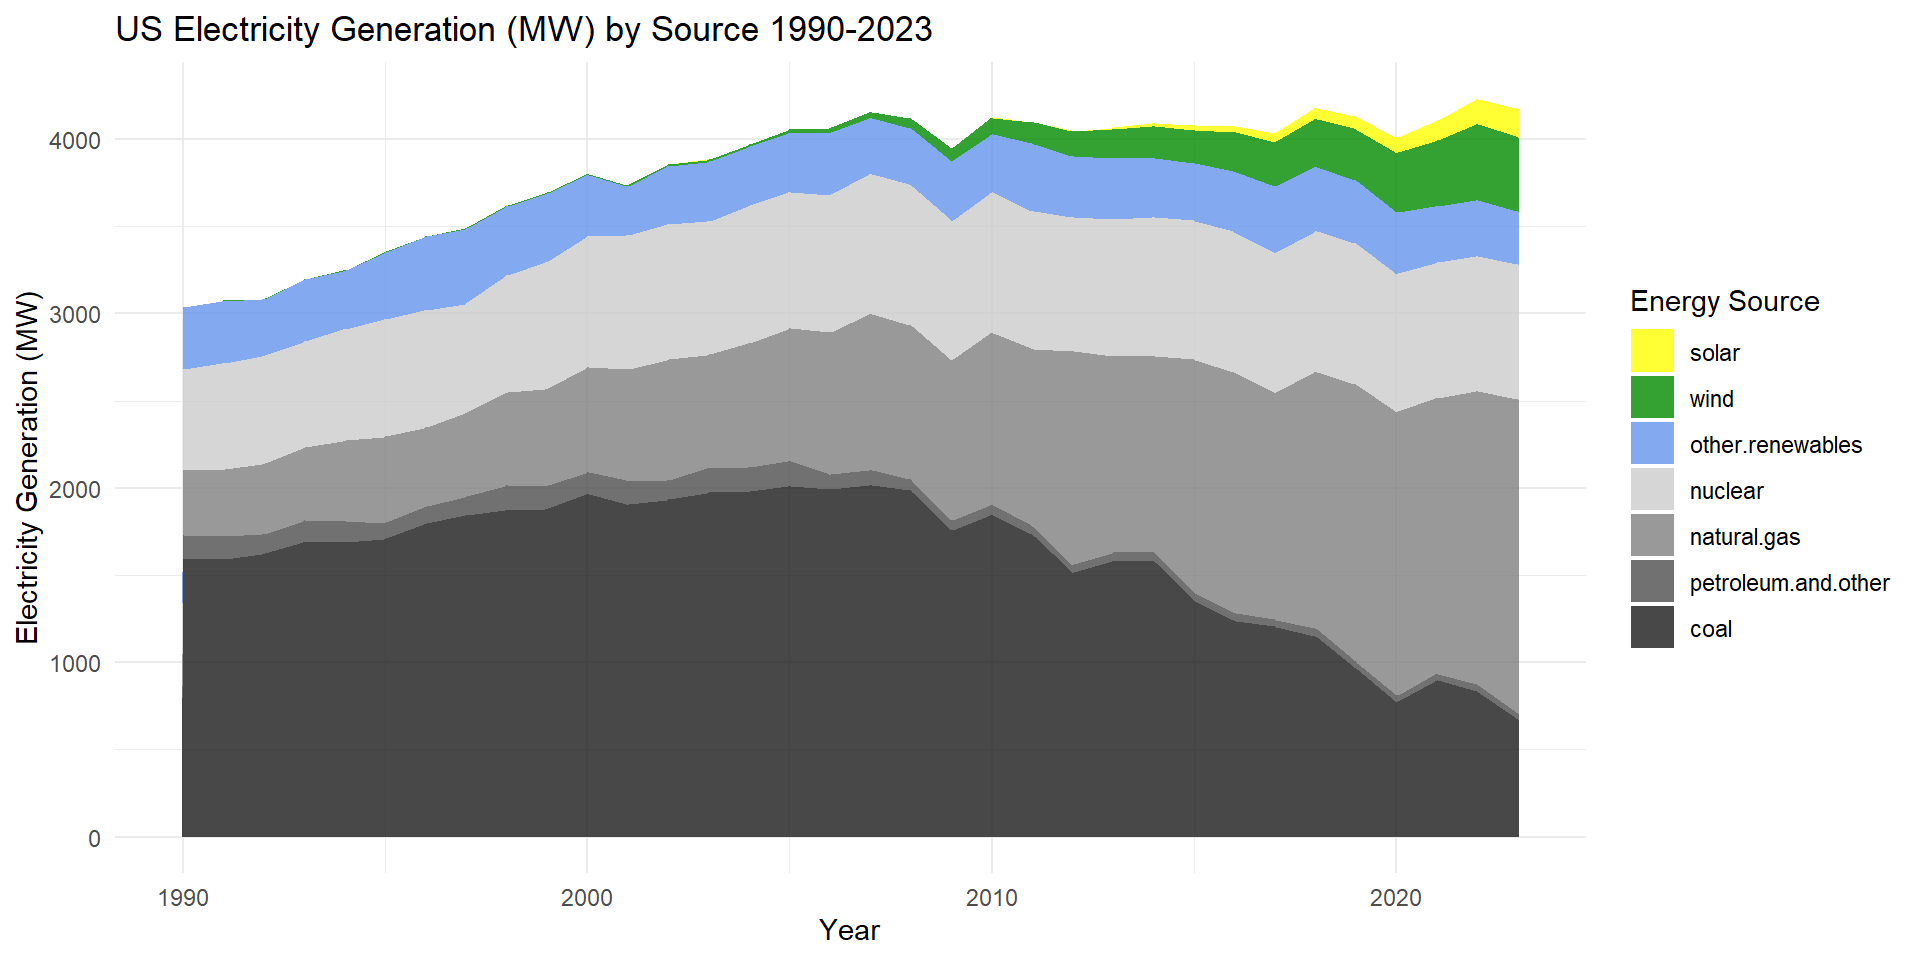 US Electricity Generation (MW) by Source 1990-2023
Electricity Generation (MW)
4000
3000
2000
1000
0
1990
2000
2010
2020
Year
Energy Source
solar
wind
other.renewables
nuclear
natural.gas
petroleum.and.other
coal